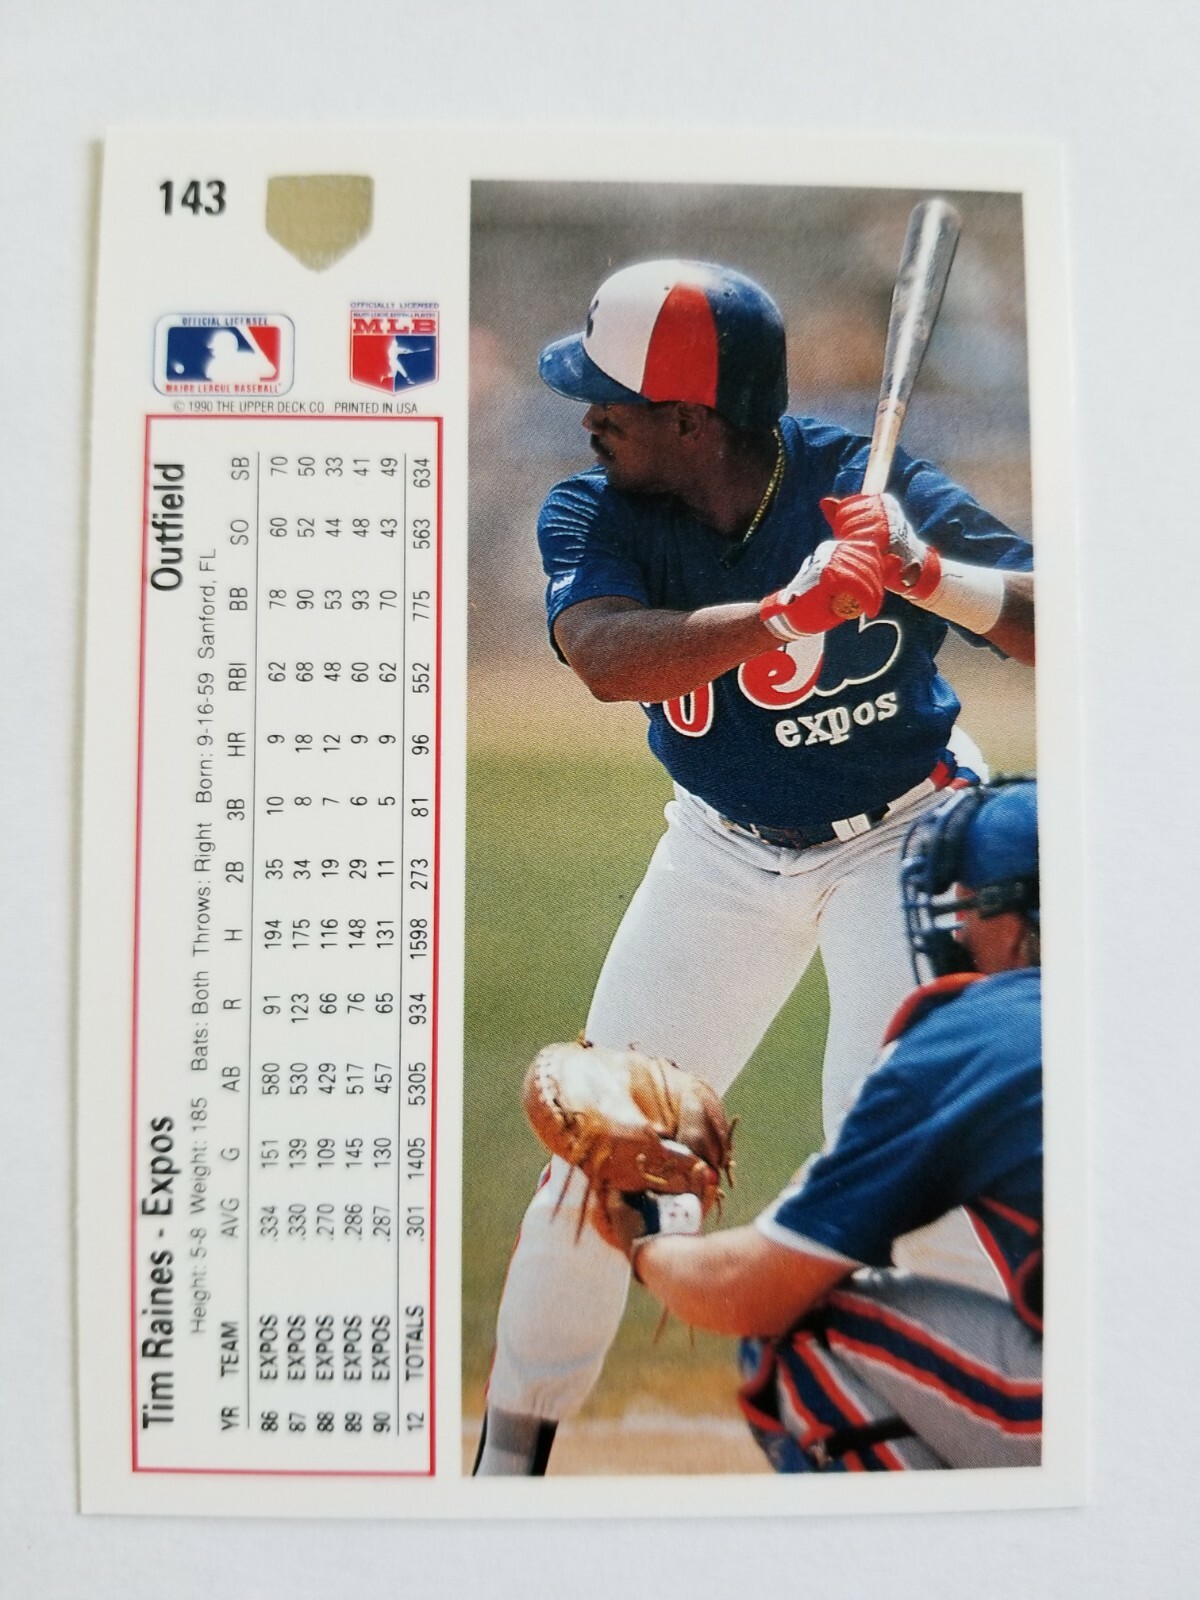 143
OFFICIAL LICENSEE
MAJOR LEAGUE BASEBALL
OFFICIALLY LICENSED
MAJOR LEAGUE BASEBALL PLAYERS
MLB
© 1990 THE UPPER DECK CO PRINTED IN USA
Tim Raines - Expos Outfield
Height: 5-8 Weight: 185 Bats: Both Throws: Right Born: 9-16-59 Sanford, FL
YR TEAM AVG G AB R H 2B 3B HR RBI BB SO SB
86 EXPOS .334 151 580 91 194 35 10 9 62 78 60 70
87 EXPOS .330 139 530 123 175 34 8 18 68 90 52 50
88 EXPOS .270 109 429 66 116 19 7 12 48 53 44 33
89 EXPOS .286 145 517 76 148 29 6 9 60 93 48 41
90 EXPOS .287 130 457 65 131 11 5 9 62 70 43 49
12 TOTALS .301 1405 5305 934 1598 273 81 96 552 775 563 634
expos